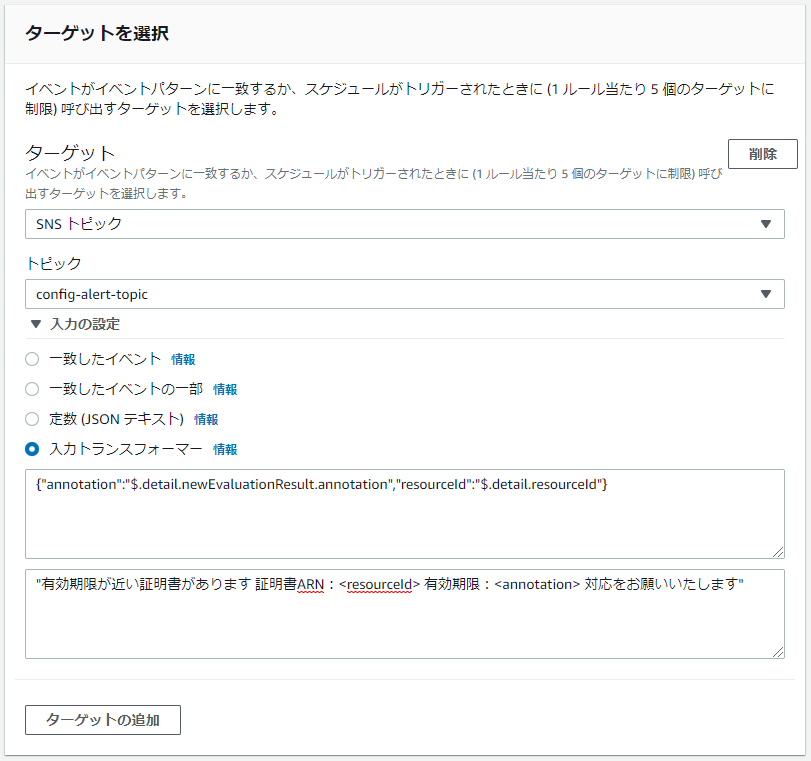 ターゲットを選択
イベントがイベントパターンに一致するか、スケジュールがトリガーされたときに (1 ルール当たり 5 個のターゲットに
制限) 呼び出すターゲットを選択します。
ターゲット
削除
イベントがイベントパターンに一致するか、スケジュールがトリガーされたときに (1 ルール当たり 5 個のターゲットに制限) 呼び
出すターゲットを選択します。
SNS トピック
トピック
config-alert-topic
入力の設定
一致したイベント 情報
一致したイベントの一部 情報
定数 (JSON テキスト) 情報
入力トランスフォーマー 情報
{"annotation":"$.detail.newEvaluationResult.annotation","resourceId":"$.detail.resourceId"}
"有効期限が近い証明書があります 証明書ARN：<resourceId> 有効期限：<annotation> 対応をお願いいたします"
ターゲットの追加